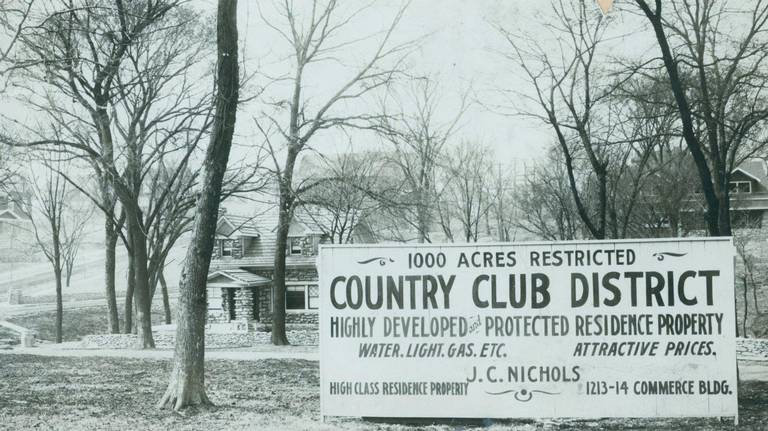 1000 ACRES RESTRICTED
COUNTRY CLUB DISTRICT
HIGHLY DEVELOPED and PROTECTED RESIDENCE PROPERTY
WATER, LIGHT, GAS, ETC. ATTRACTIVE PRICES.
J.C. NICHOLS
HIGH CLASS RESIDENCE PROPERTY 1213-14 COMMERCE BLDG.